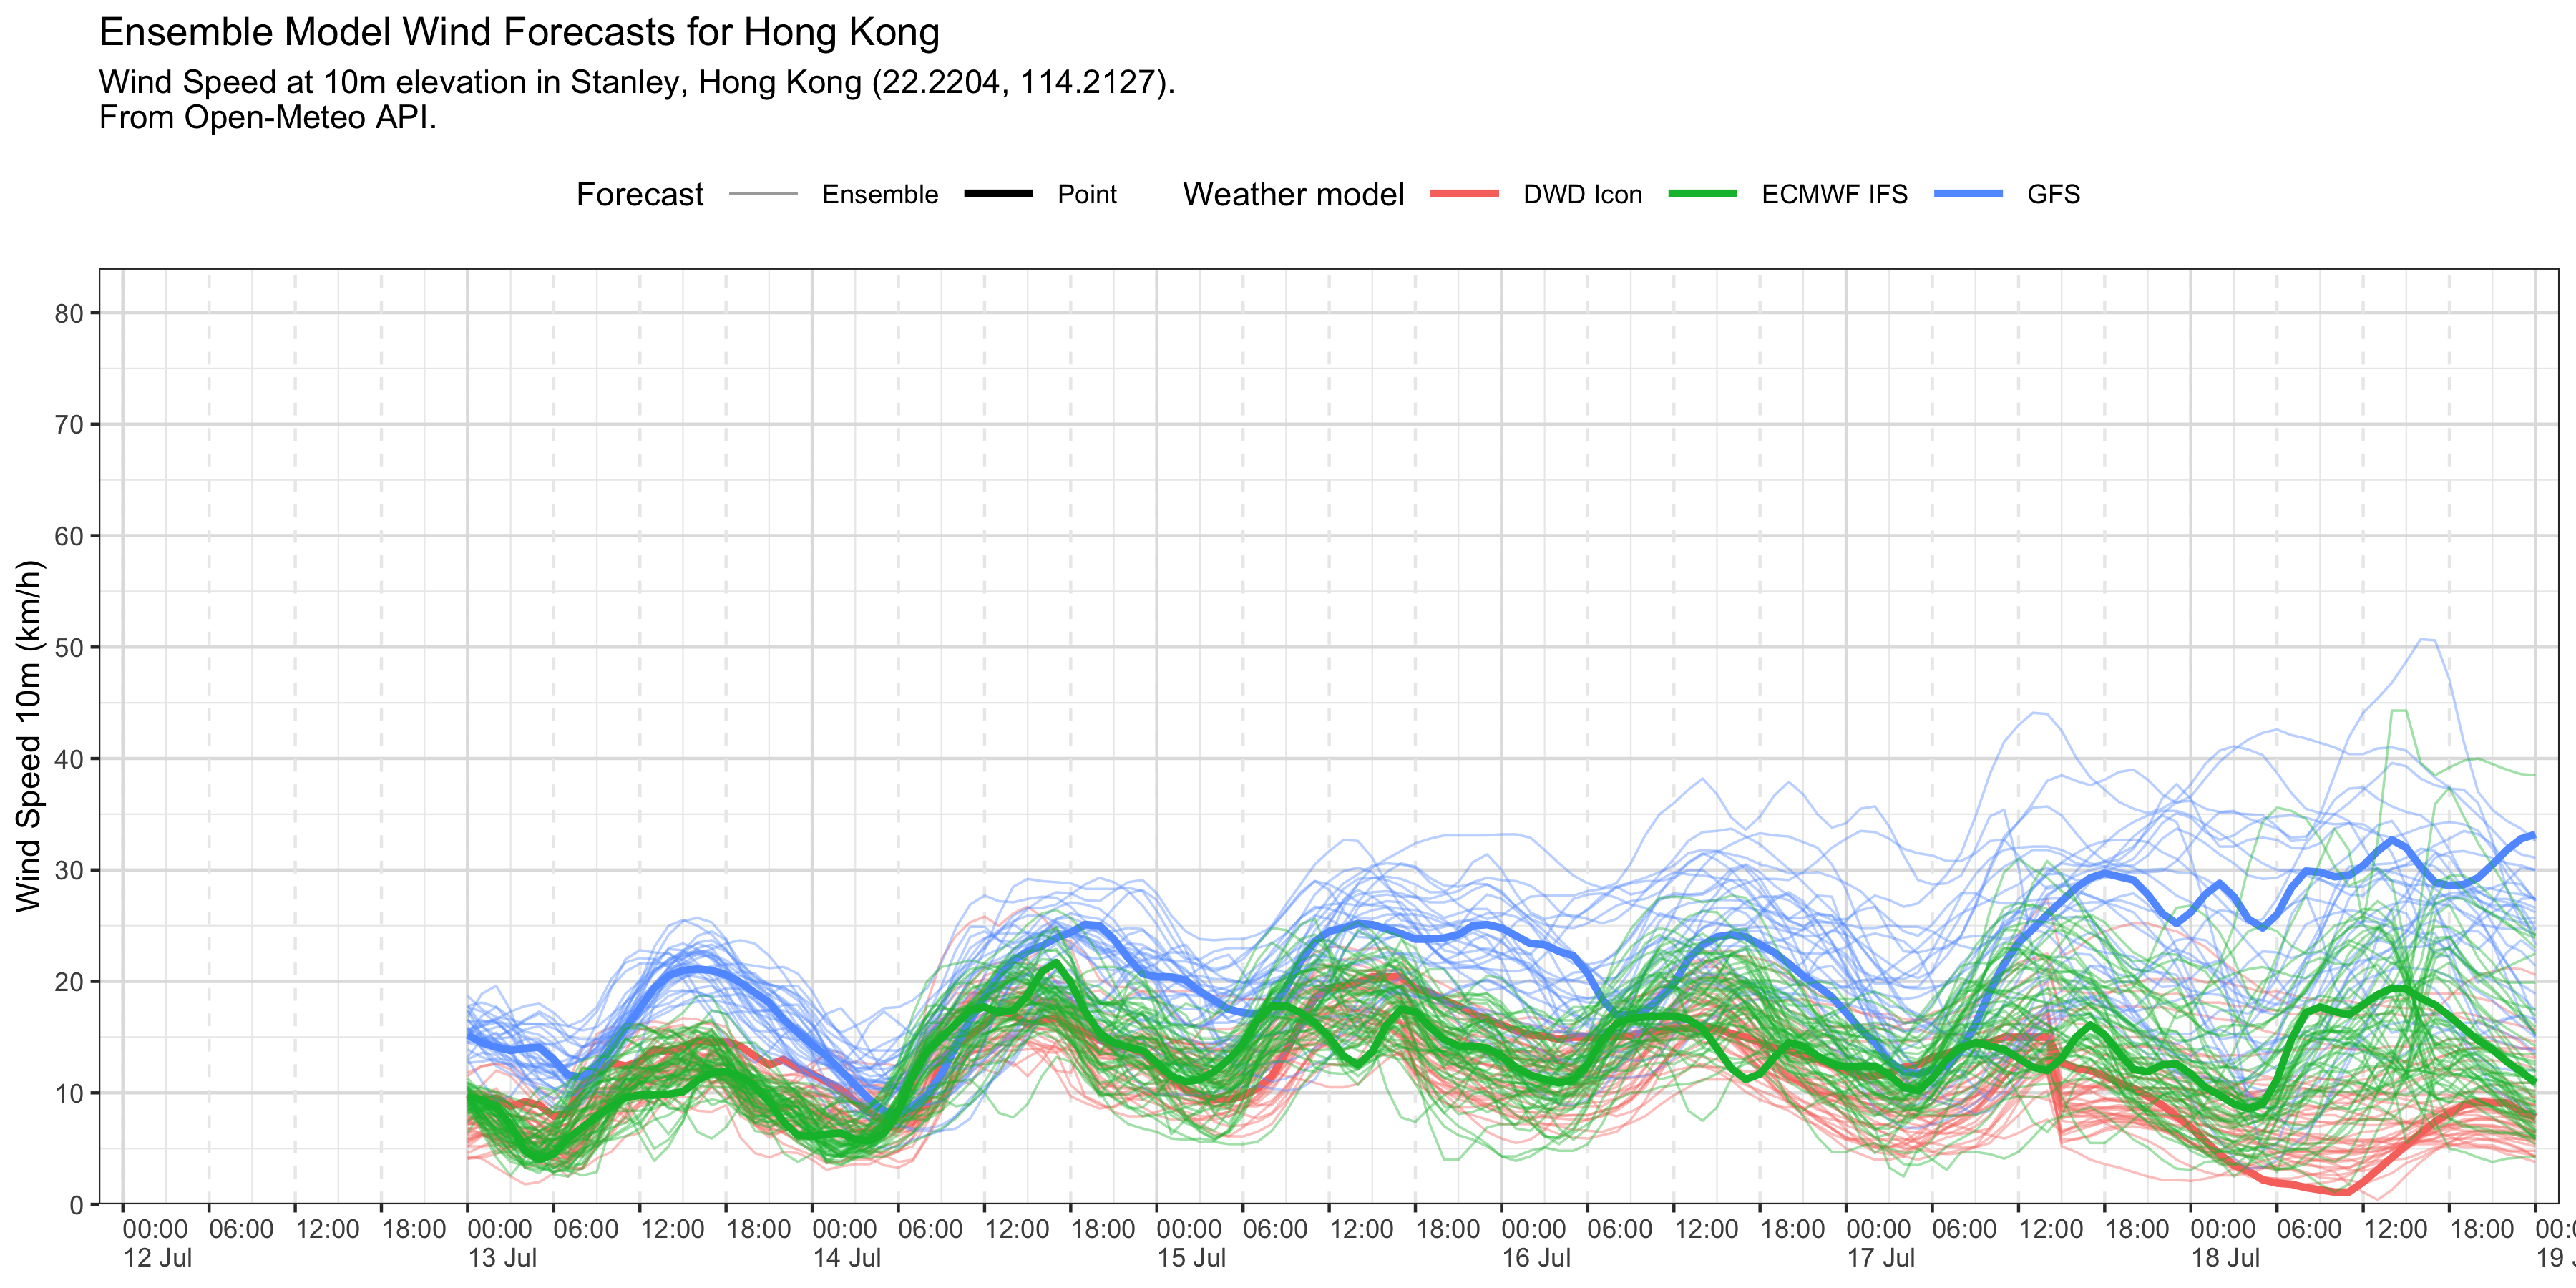 Ensemble Model Wind Forecasts for Hong Kong
Wind Speed at 10m elevation in Stanley, Hong Kong (22.2204, 114.2127).
From Open-Meteo API.
Forecast Ensemble Point Weather model DWD Icon ECMWF IFS GFS
Wind Speed 10m (km/h)
80
70
60
50
40
30
20
10
0
00:00 06:00 12:00 18:00 00:00 06:00 12:00 18:00 00:00 06:00 12:00 18:00 00:00 06:00 12:00 18:00 00:00 06:00 12:00 18:00 00:00 06:00 12:00 18:00 00:00 06:00 12:00 18:00
12 Jul 13 Jul 14 Jul 15 Jul 16 Jul 17 Jul 18 Jul 19